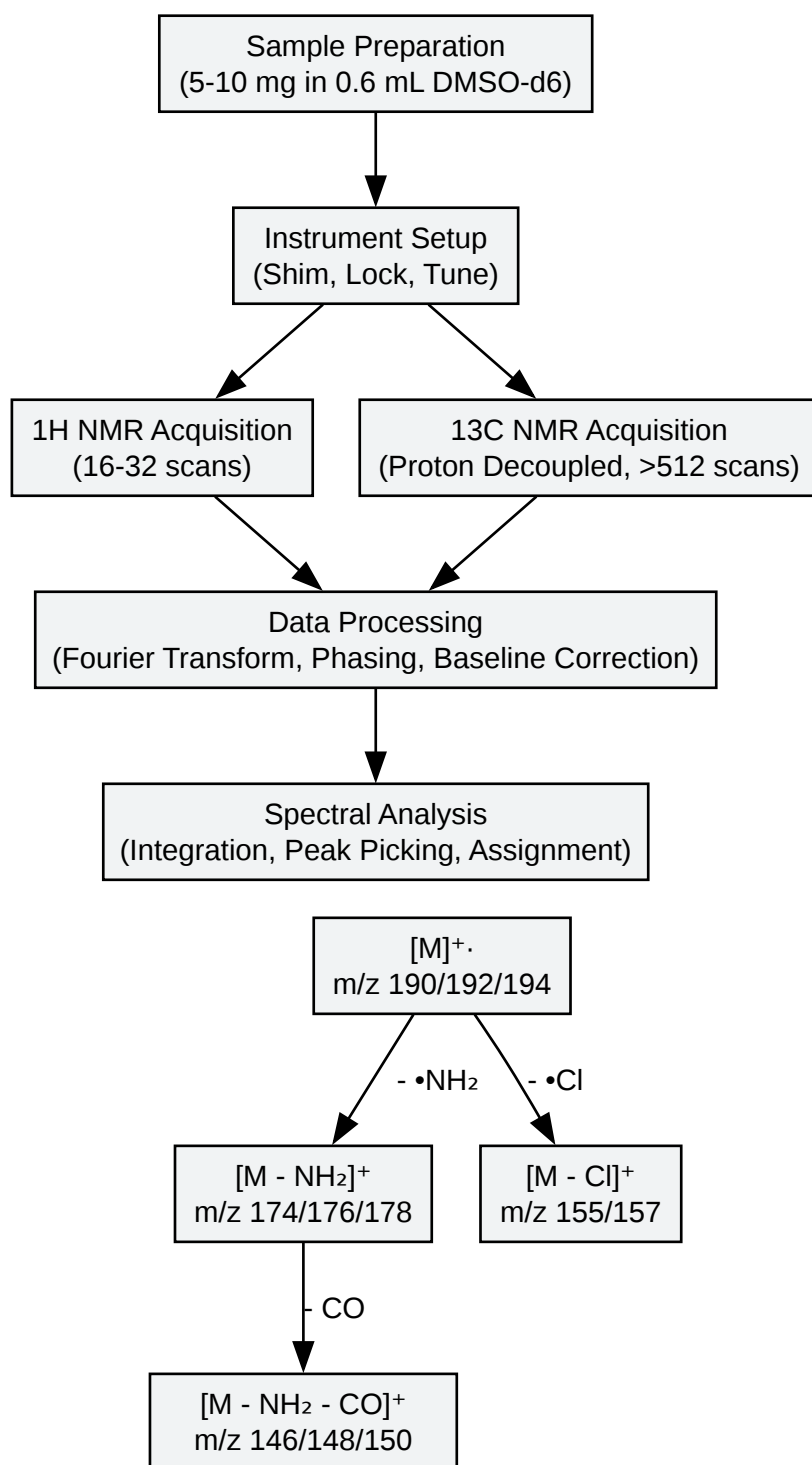 Sample Preparation
(5-10 mg in 0.6 mL DMSO-d6)
Instrument Setup
(Shim, Lock, Tune)
1H NMR Acquisition
(16-32 scans)
13C NMR Acquisition
(Proton Decoupled, >512 scans)
Data Processing
(Fourier Transform, Phasing, Baseline Correction)
Spectral Analysis
(Integration, Peak Picking, Assignment)
[M]⁺·
m/z 190/192/194
- •NH₂
- •Cl
[M - NH₂]⁺
m/z 174/176/178
[M - Cl]⁺
m/z 155/157
- CO
[M - NH₂ - CO]⁺
m/z 146/148/150